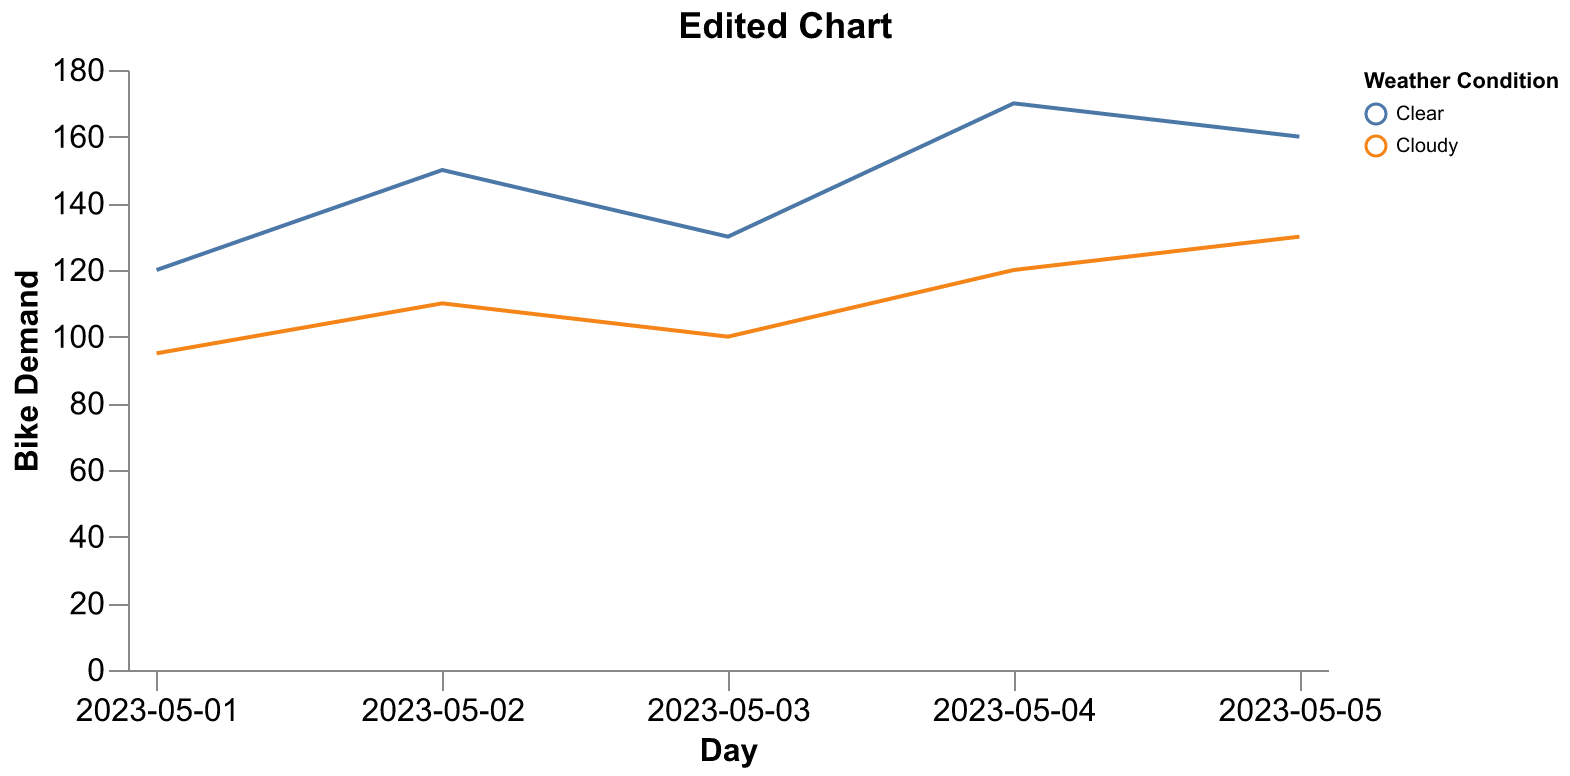 Edited Chart
180
160
140
120
100
80
60
40
20
0
Bike Demand
2023-05-01 2023-05-02 2023-05-03 2023-05-04 2023-05-05
Day
Weather Condition
Clear
Cloudy